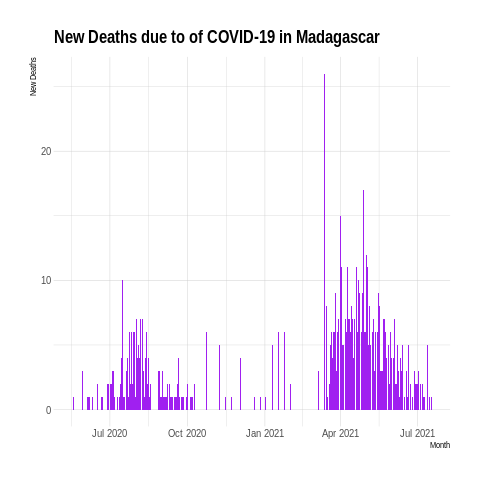 New Deaths due to of COVID-19 in Madagascar
New Deaths
20
10
0
Jul 2020 Oct 2020 Jan 2021 Apr 2021 Jul 2021
Month